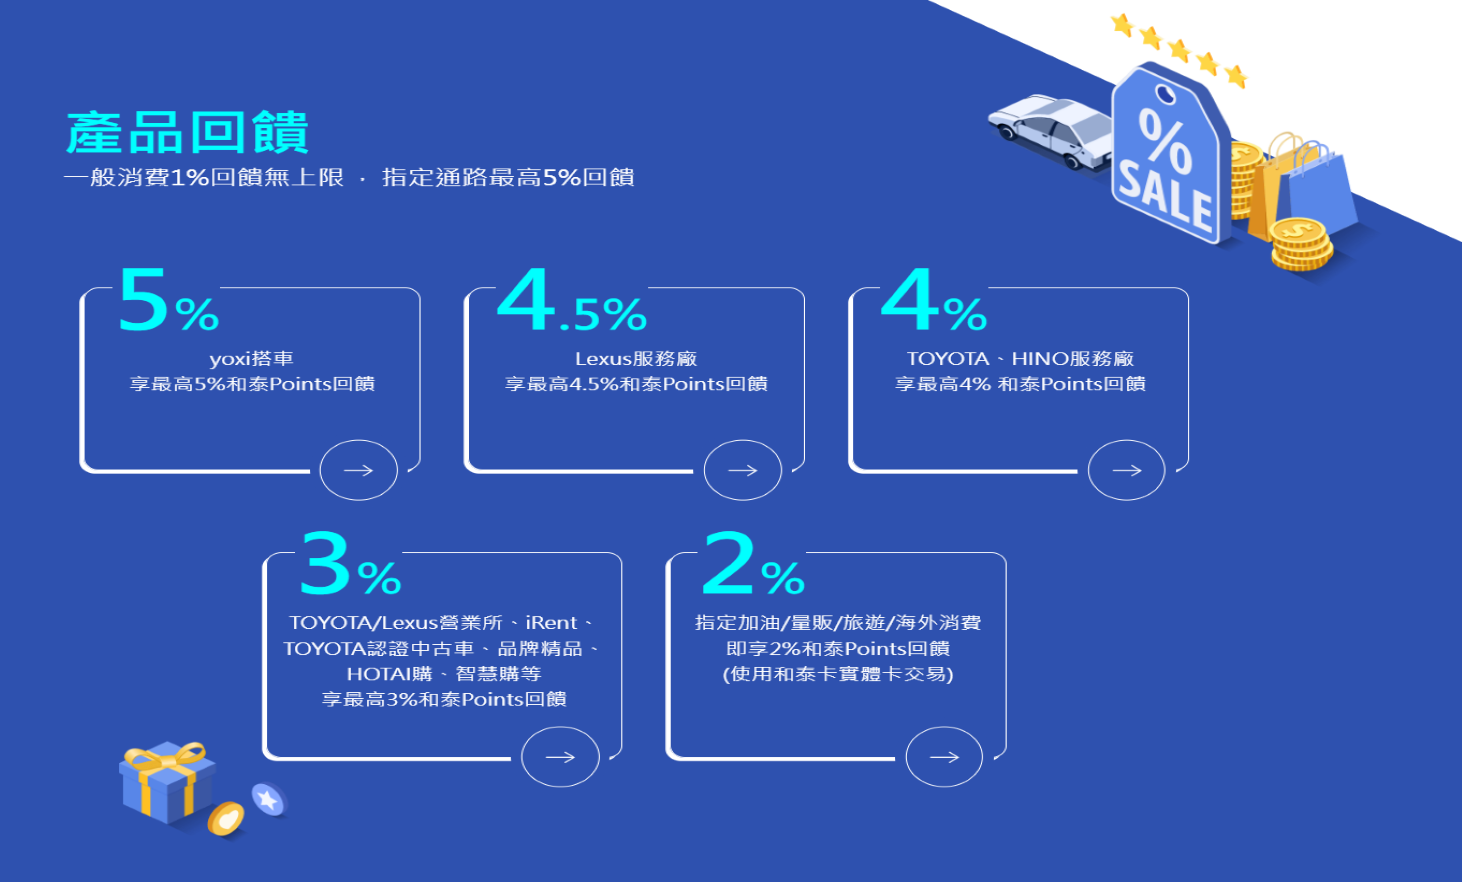 產品回饋
一般消費1%回饋無上限 · 指定通路最高5%回饋
% SALE
5%
yoxi搭車
享最高5%和泰Points回饋
4.5%
Lexus服務廠
享最高4.5%和泰Points回饋
4%
TOYOTA、HINO服務廠
享最高4% 和泰Points回饋
3%
TOYOTA/Lexus營業所、iRent、
TOYOTA認證中古車、品牌精品、
HOTAI購、智慧購等
享最高3%和泰Points回饋
2%
指定加油/量販/旅遊/海外消費
即享2%和泰Points回饋
(使用和泰卡實體卡交易)